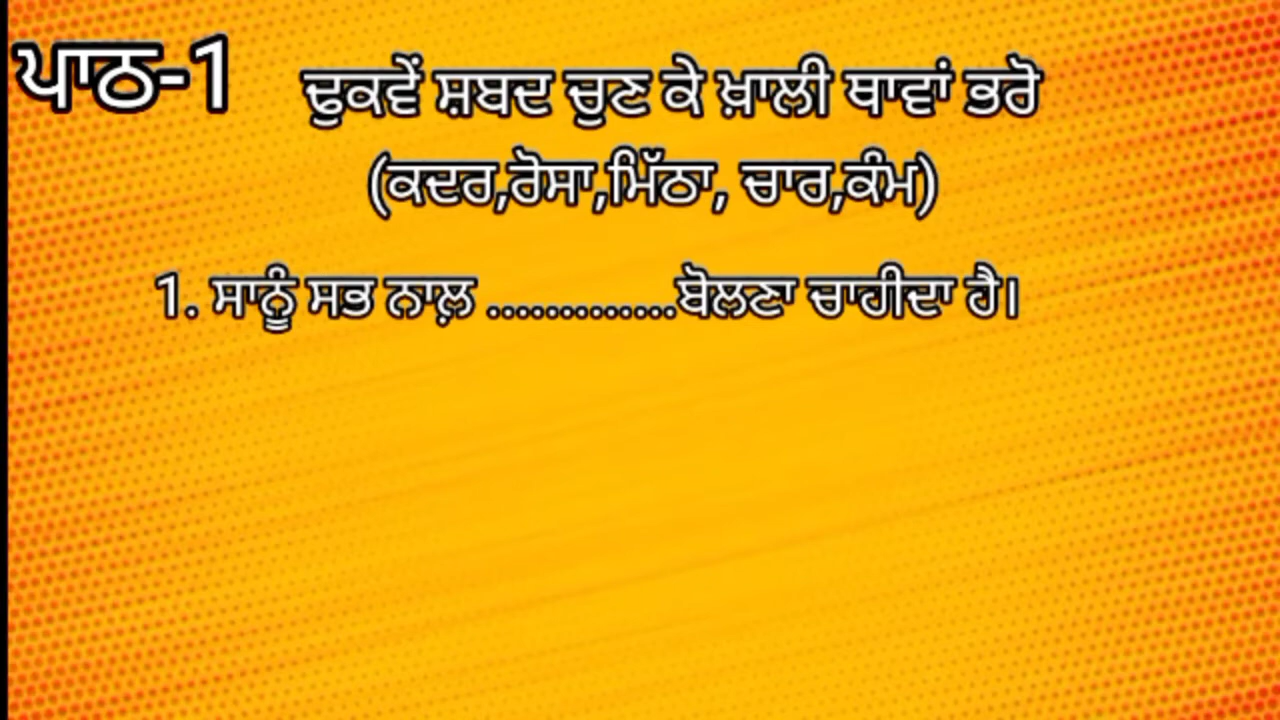 ਪਾਠ-1
ਢੁਕਵੇਂ ਸ਼ਬਦ ਚੁਣ ਕੇ ਖ਼ਾਲੀ ਥਾਵਾਂ ਭਰੋ
(ਕਦਰ,ਰੋਸਾ,ਮਿੱਠਾ, ਚਾਰ,ਕੰਮ)
1. ਸਾਨੂੰ ਸਭ ਨਾਲ਼ .............ਬੋਲਣਾ ਚਾਹੀਦਾ ਹੈ।